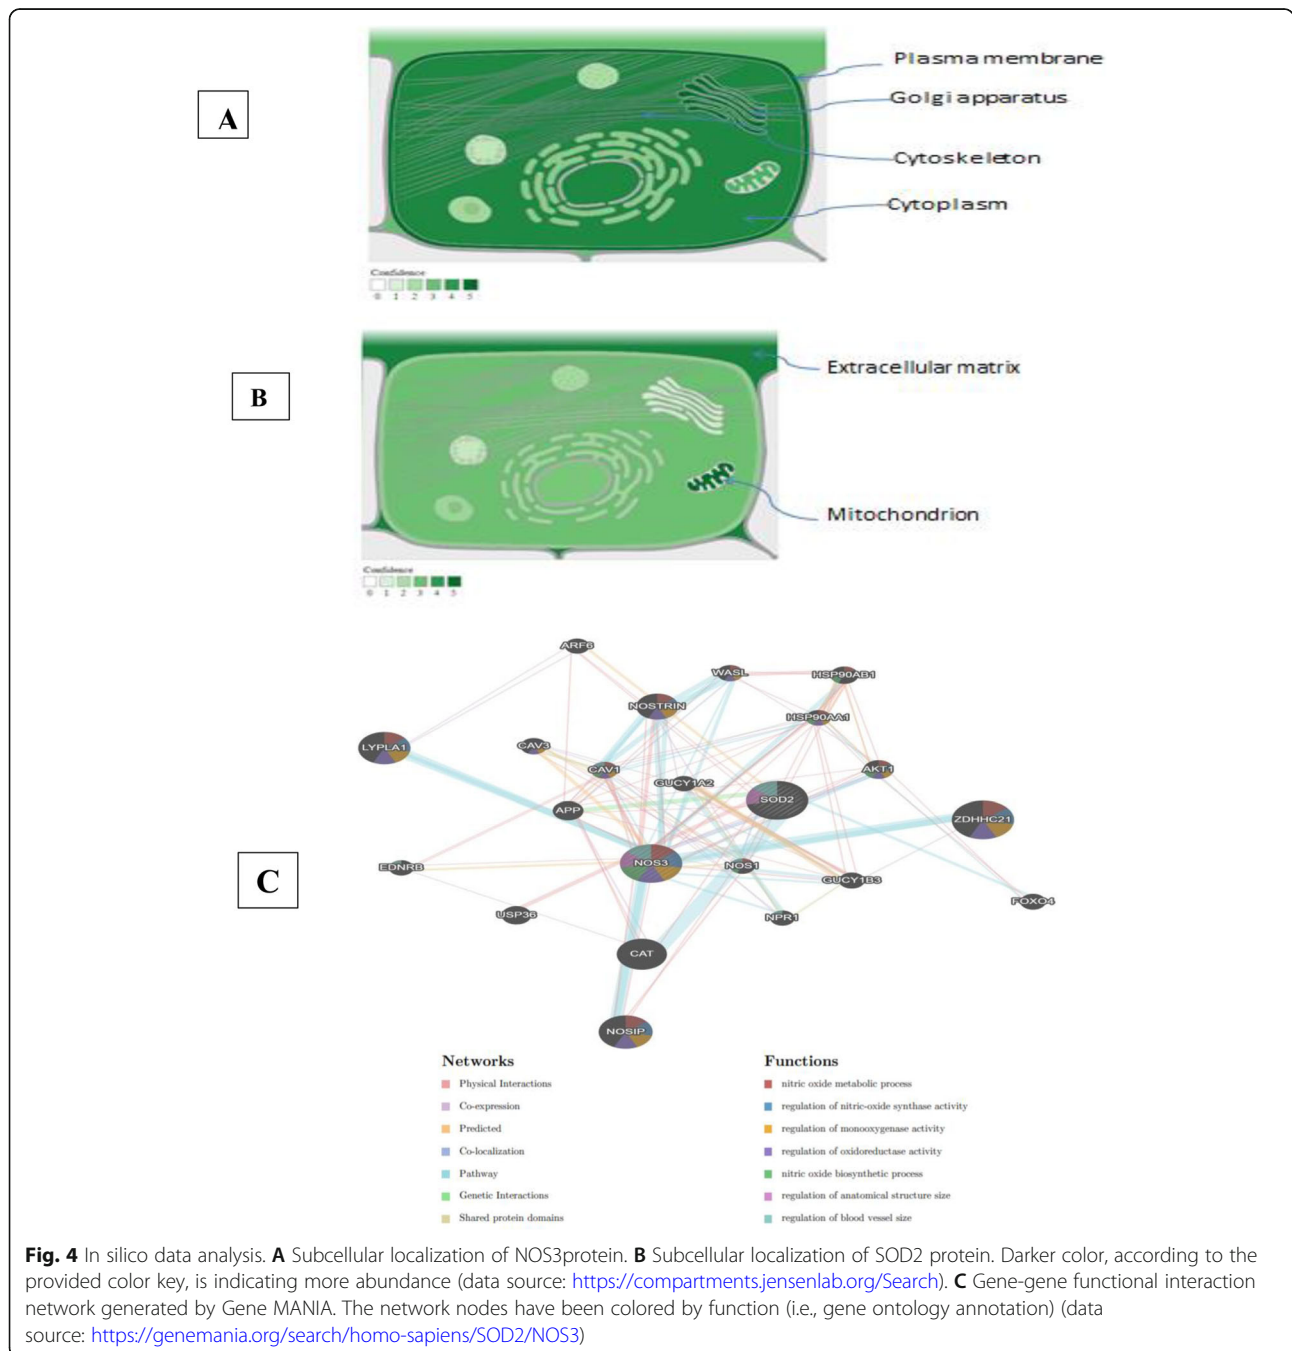 A
Plasma membrane
Golgi apparatus
Cytoskeleton
Cytoplasm
Confidence
0 1 2 3 4 5
B
Extracellular matrix
Mitochondrion
Confidence
0 1 2 3 4 5
C
ARF6
WASL
HSP90AB1
NOSTRIN
HSP90AA1
LYPLA1
CAV3
CAV1
AKT1
GUCY1A2
SOD2
APP
ZDHHC21
NOS3
NOS1
EDNRB
GUCY1B3
FOXO4
USP36
NPR1
CAT
NOSIP
Networks
Physical Interactions
Co-expression
Predicted
Co-localization
Pathway
Genetic Interactions
Shared protein domains
Functions
nitric oxide metabolic process
regulation of nitric-oxide synthase activity
regulation of monooxygenase activity
regulation of oxidoreductase activity
nitric oxide biosynthetic process
regulation of anatomical structure size
regulation of blood vessel size
Fig. 4 In silico data analysis. A Subcellular localization of NOS3protein. B Subcellular localization of SOD2 protein. Darker color, according to the
provided color key, is indicating more abundance (data source: https://compartments.jensenlab.org/Search). C Gene-gene functional interaction
network generated by Gene MANIA. The network nodes have been colored by function (i.e., gene ontology annotation) (data
source: https://genemania.org/search/homo-sapiens/SOD2/NOS3)